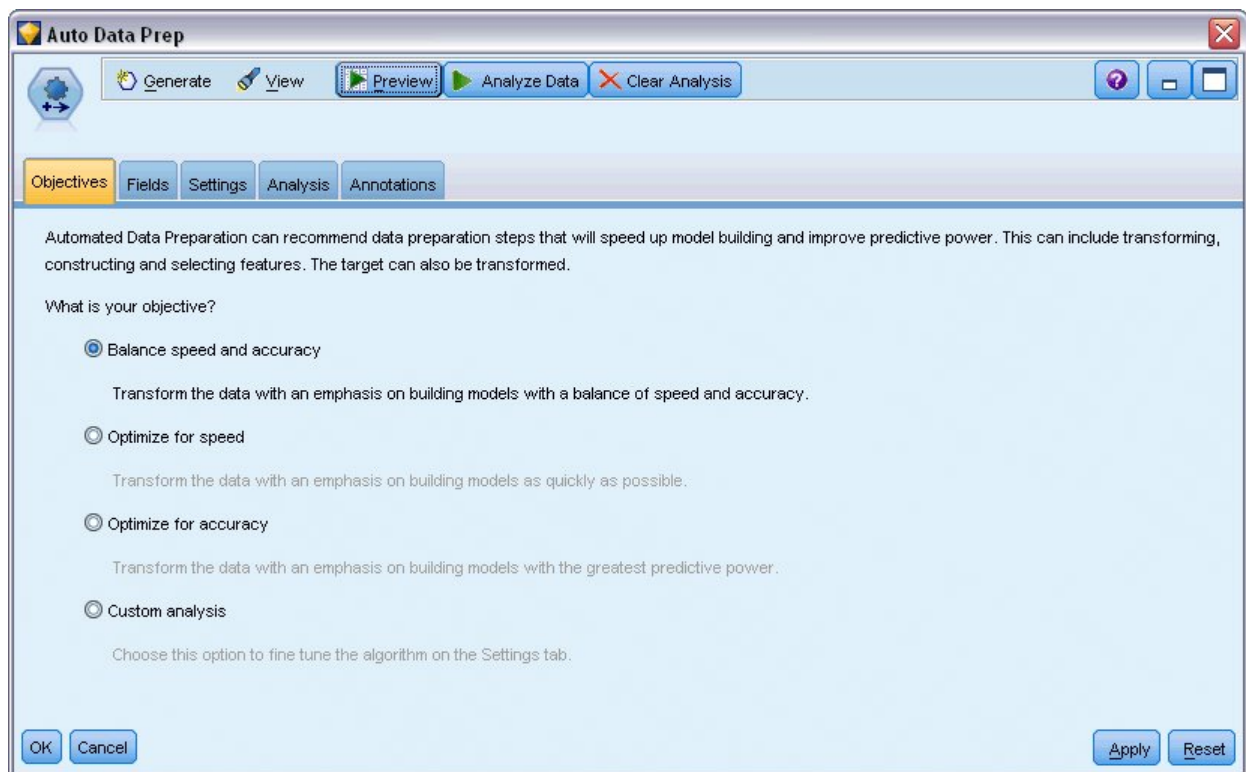 Auto Data Prep
Generate View Preview Analyze Data Clear Analysis
Objectives Fields Settings Analysis Annotations
Automated Data Preparation can recommend data preparation steps that will speed up model building and improve predictive power. This can include transforming,
constructing and selecting features. The target can also be transformed.
What is your objective?
Balance speed and accuracy
Transform the data with an emphasis on building models with a balance of speed and accuracy.
Optimize for speed
Transform the data with an emphasis on building models as quickly as possible.
Optimize for accuracy
Transform the data with an emphasis on building models with the greatest predictive power.
Custom analysis
Choose this option to fine tune the algorithm on the Settings tab.
OK Cancel Apply Reset